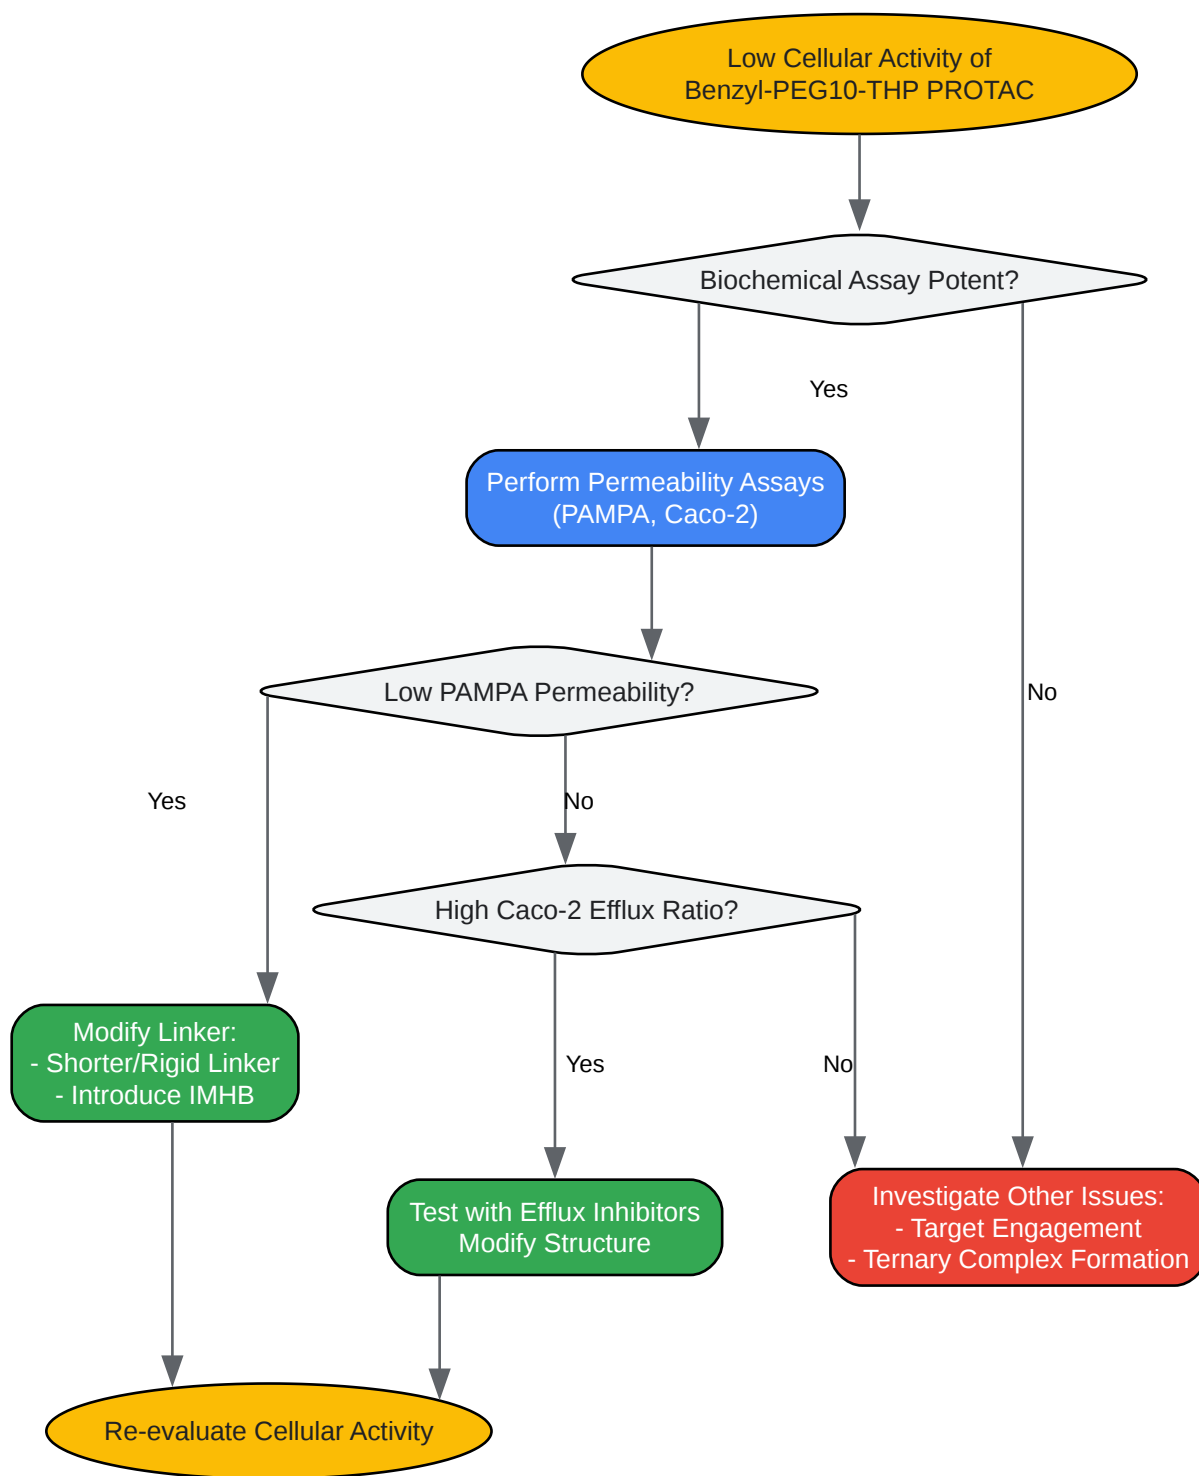 Low Cellular Activity of
Benzyl-PEG10-THP PROTAC
Biochemical Assay Potent?
Yes
Perform Permeability Assays
(PAMPA, Caco-2)
Low PAMPA Permeability?
No
Yes
No
High Caco-2 Efflux Ratio?
Modify Linker:
- Shorter/Rigid Linker
- Introduce IMHB
Yes
No
Test with Efflux Inhibitors
Modify Structure
Investigate Other Issues:
- Target Engagement
- Ternary Complex Formation
Re-evaluate Cellular Activity